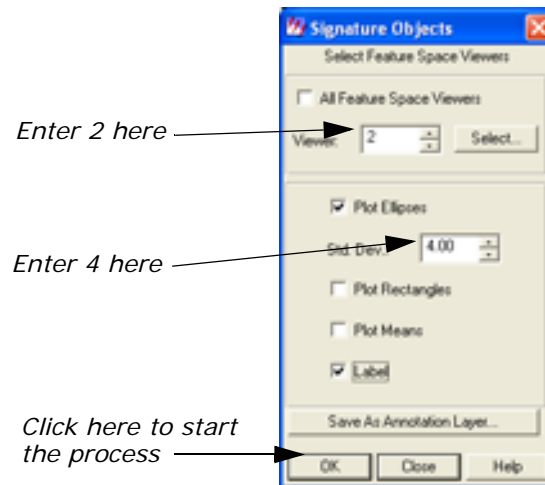 Signature Objects
Select Feature Space Viewers
All Feature Space Viewers
Enter 2 here
Viewer: 2 Select...
Plot Ellipses
Enter 4 here
Std. Dev.: 4.00
Plot Rectangles
Plot Means
Label
Save As Annotation Layer...
Click here to start
the process
OK Close Help